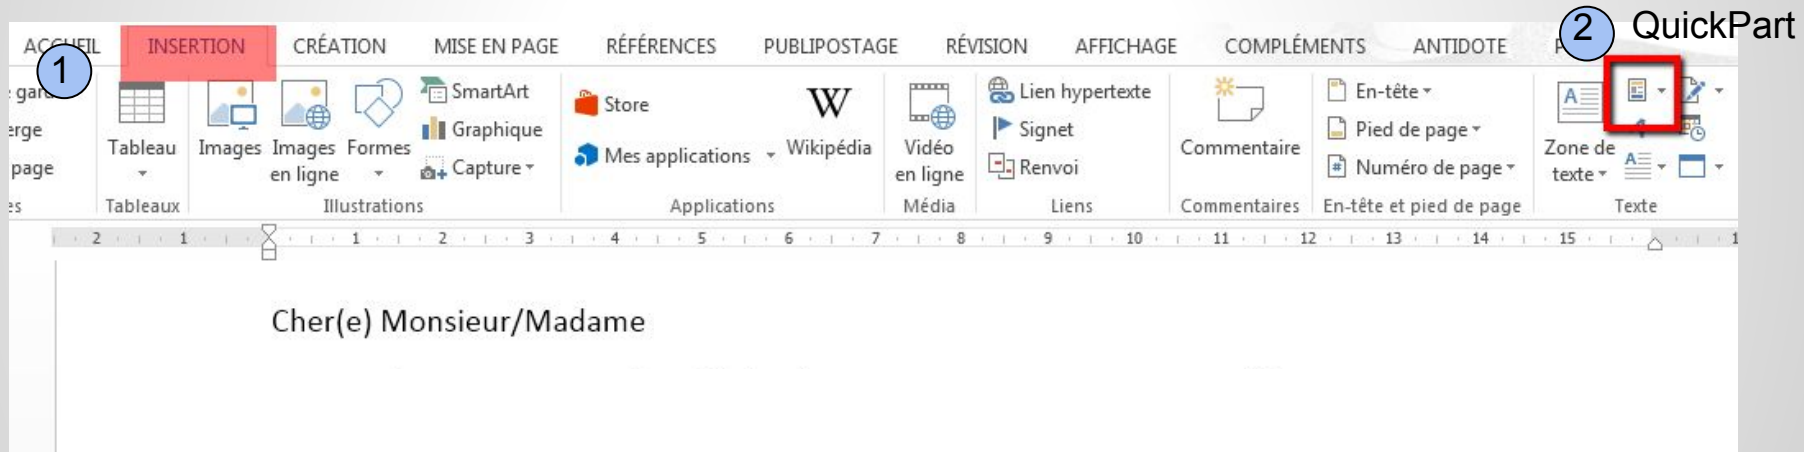 2 QuickPart
ACCUEIL INSERTION CRÉATION MISE EN PAGE RÉFÉRENCES PUBLIPOSTAGE RÉVISION AFFICHAGE COMPLÉMENTS ANTIDOTE
1
Tableau
Tableaux
Images
Images
en ligne
Formes
SmartArt
Graphique
Capture
Illustrations
Store
Mes applications
Wikipédia
Applications
Vidéo
en ligne
Média
Lien hypertexte
Signet
Renvoi
Liens
Commentaire
Commentaires
En-tête
Pied de page
# Numéro de page
En-tête et pied de page
A
Zone de
texte
A
Texte
page
2 1 1 2 3 4 5 6 7 8 9 10 11 12 13 14 15
Cher(e) Monsieur/Madame